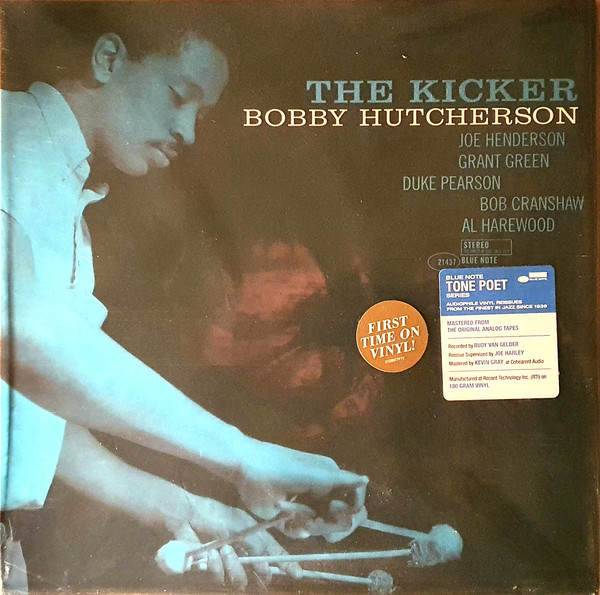 THE KICKER
BOBBY HUTCHERSON
JOE HENDERSON
GRANT GREEN
DUKE PEARSON
BOB CRANSHAW
AL HAREWOOD
STEREO
21437 BLUE NOTE
BLUE NOTE
TONE POET
SERIES
BLUE NOTE
AUDIOPHILE VINYL REISSUES
FROM THE FINEST IN JAZZ SINCE 1939
MASTERED FROM
THE ORIGINAL ANALOG TAPES
Recorded by RUDY VAN GELDER
Reissue Supervised by JOE HARLEY
Mastered by KEVIN GRAY at Cohearent Audio
Manufactured at Record Technology Inc. (RTI) on
180 GRAM VINYL
FIRST
TIME ON
VINYL!